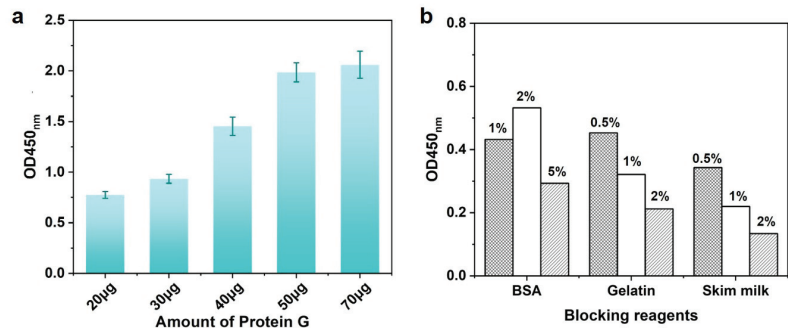 a
OD450nm
2.5
2.0
1.5
1.0
0.5
0.0
20μg
30μg
40μg
50μg
70μg
Amount of Protein G
b
OD450nm
0.8
0.6
0.4
0.2
0.0
1%
2%
5%
0.5%
1%
2%
0.5%
1%
2%
BSA
Gelatin
Skim milk
Blocking reagents